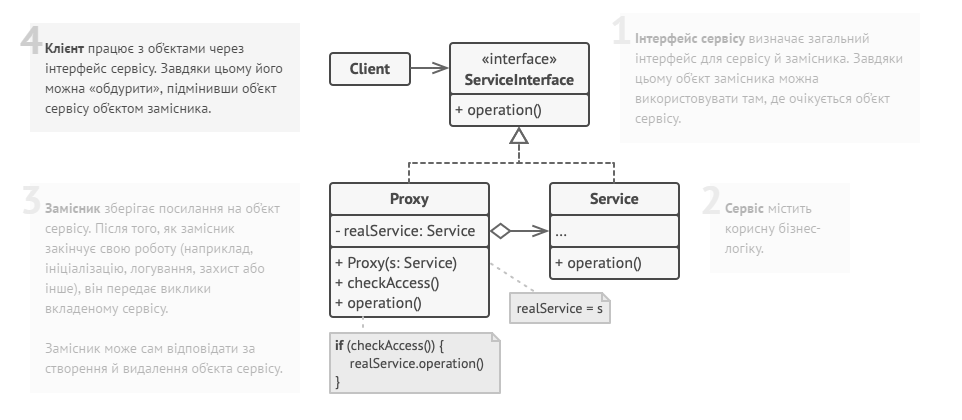 4
Клієнт працює з об'єктами через
інтерфейс сервісу. Завдяки цьому його
можна «обдурити», підмінивши об'єкт
сервісу об'єктом замісника.
Client
«interface»
ServiceInterface
+ operation()
1
Інтерфейс сервісу визначає загальний
інтерфейс для сервісу й замісника. Завдяки
цьому об'єкт замісника можна
використовувати там, де очікується об'єкт
сервісу.
3
Замісник зберігає посилання на об'єкт
сервісу. Після того, як замісник
закінчує свою роботу (наприклад,
ініціалізацію, логування, захист або
інше), він передає виклики
вкладеному сервісу.
Замісник може сам відповідати за
створення й видалення об'єкта сервісу.
Proxy
- realService: Service
+ Proxy(s: Service)
+ checkAccess()
+ operation()
Service
...
+ operation()
2
Сервіс містить
корисну бізнес-
логіку.
realService = s
if (checkAccess()) {
realService.operation()
}